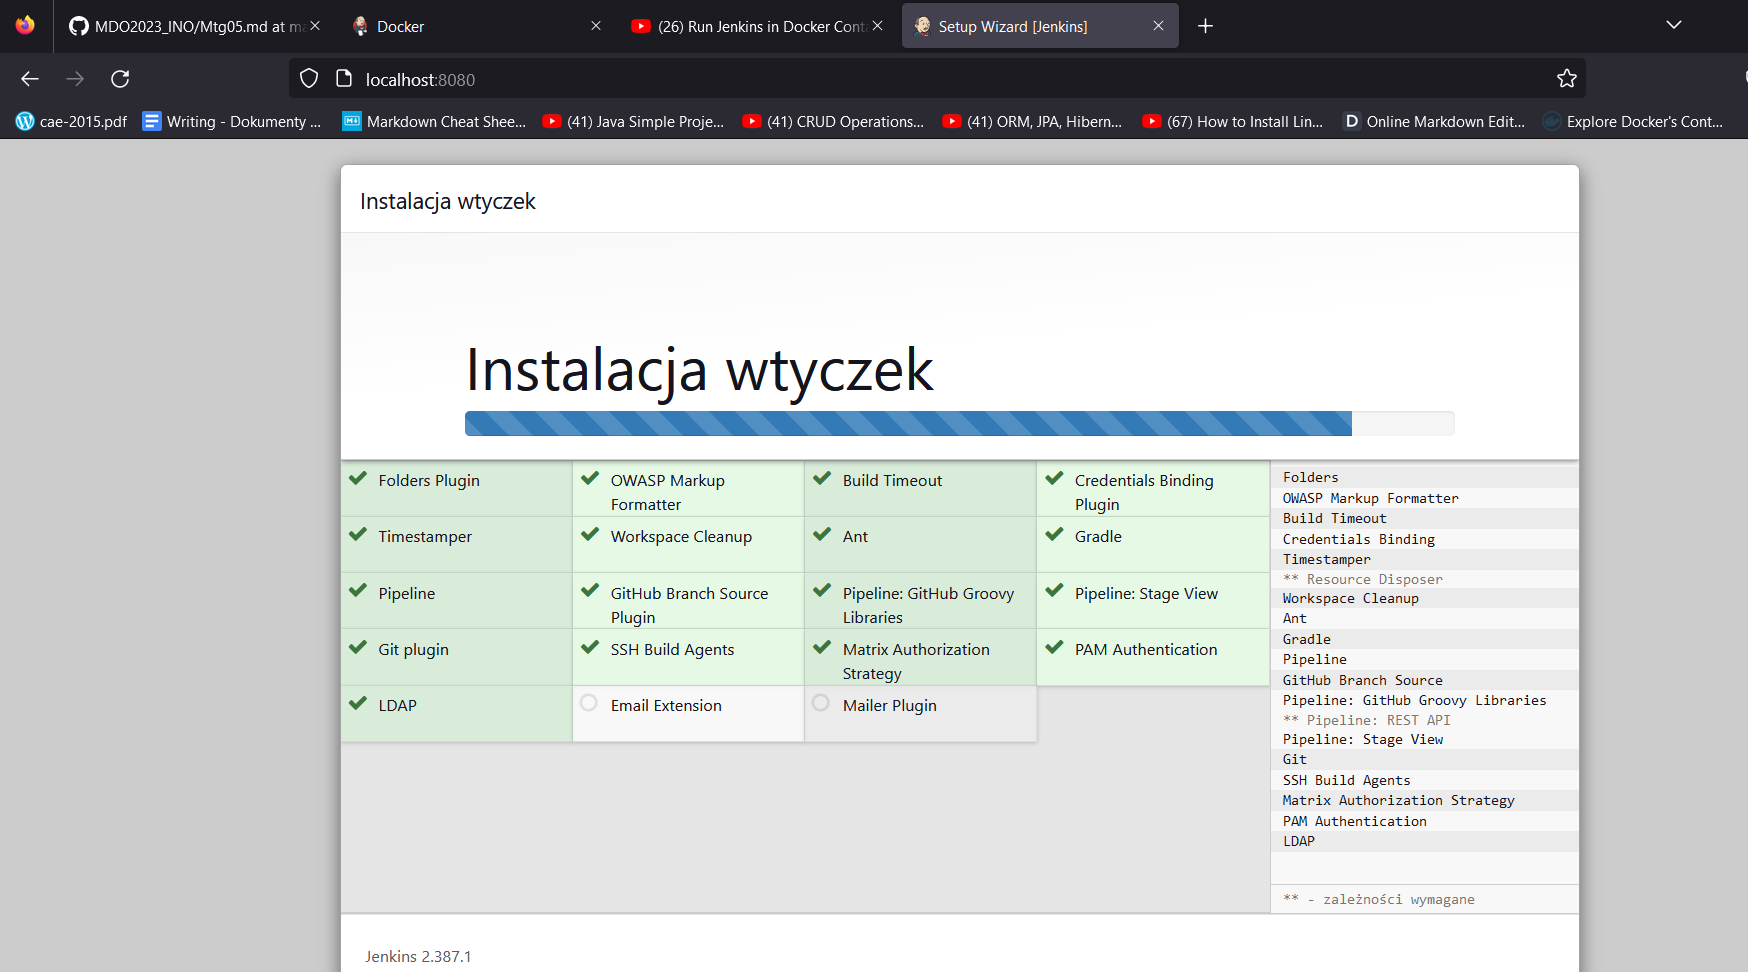 MDO2023_INO/Mtg05.md at ma
Docker
(26) Run Jenkins in Docker Cont
Setup Wizard [Jenkins]
localhost:8080
cae-2015.pdf
Writing - Dokumenty ...
Markdown Cheat Shee...
(41) Java Simple Proje...
(41) CRUD Operations...
(41) ORM, JPA, Hibern...
(67) How to Install Lin...
Online Markdown Edit...
Explore Docker's Cont...
Instalacja wtyczek
Instalacja wtyczek
Folders Plugin
OWASP Markup
Formatter
Build Timeout
Credentials Binding
Plugin
Timestamper
Workspace Cleanup
Ant
Gradle
Pipeline
GitHub Branch Source
Plugin
Pipeline: GitHub Groovy
Libraries
Pipeline: Stage View
Git plugin
SSH Build Agents
Matrix Authorization
Strategy
PAM Authentication
LDAP
Email Extension
Mailer Plugin
Folders
OWASP Markup Formatter
Build Timeout
Credentials Binding
Timestamper
** Resource Disposer
Workspace Cleanup
Ant
Gradle
Pipeline
GitHub Branch Source
Pipeline: GitHub Groovy Libraries
** Pipeline: REST API
Pipeline: Stage View
Git
SSH Build Agents
Matrix Authorization Strategy
PAM Authentication
LDAP
** - zależności wymagane
Jenkins 2.387.1